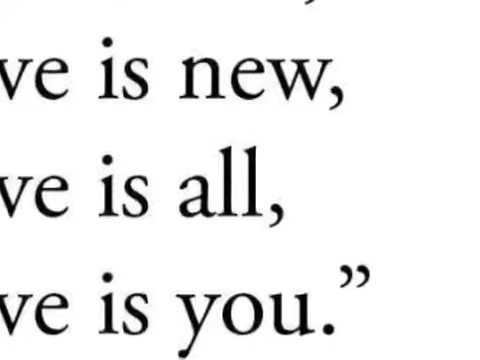 ve is new,
ve is all,
ve is you.”